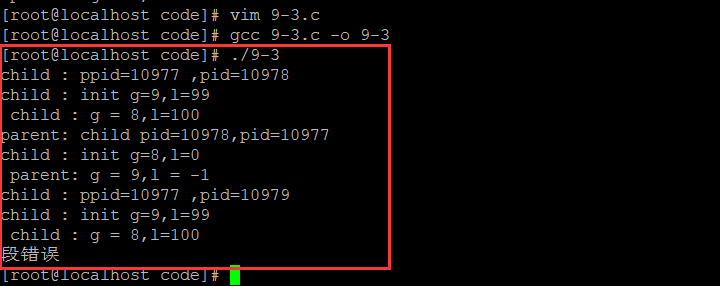 [root@localhost code]# vim 9-3.c
[root@localhost code]# gcc 9-3.c -o 9-3
[root@localhost code]# ./9-3
child : ppid=10977 ,pid=10978
child : init g=9,l=99
 child : g = 8,l=100
parent: child pid=10978,pid=10977
child : init g=8,l=0
 parent: g = 9,l = -1
child : ppid=10977 ,pid=10979
child : init g=9,l=99
 child : g = 8,l=100
段错误
[root@localhost code]#